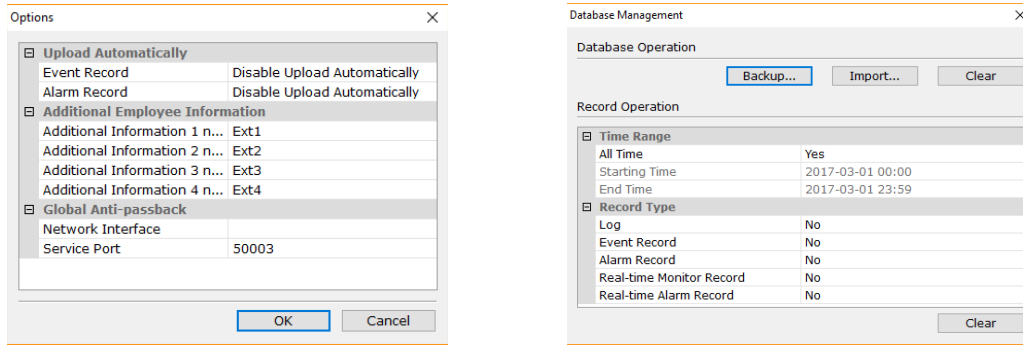 Options
Upload Automatically
Event Record Disable Upload Automatically
Alarm Record Disable Upload Automatically
Additional Employee Information
Additional Information 1 n... Ext1
Additional Information 2 n... Ext2
Additional Information 3 n... Ext3
Additional Information 4 n... Ext4
Global Anti-passback
Network Interface
Service Port 50003
OK Cancel
Database Management
Database Operation
Backup... Import... Clear
Record Operation
Time Range
All Time Yes
Starting Time 2017-03-01 00:00
End Time 2017-03-01 23:59
Record Type
Log No
Event Record No
Alarm Record No
Real-time Monitor Record No
Real-time Alarm Record No
Clear